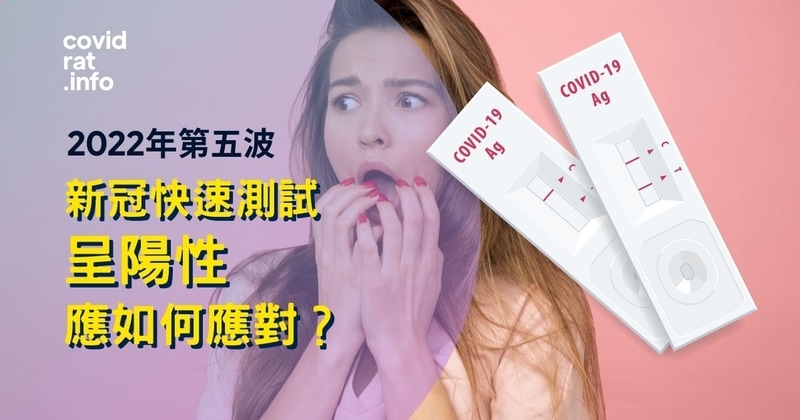 covid
rat
.info
2022年第五波
新冠快速測試
呈陽性
應如何應對？
COVID-19
Ag
C
T
COVID-19
Ag
C
T